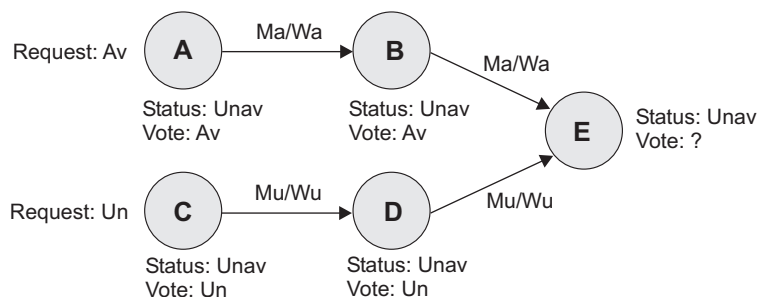 Request: Av
A
Ma/Wa
B
Ma/Wa
Status: Unav
Vote: Av
Status: Unav
Vote: Av
E
Status: Unav
Vote: ?
Request: Un
C
Mu/Wu
D
Mu/Wu
Status: Unav
Vote: Un
Status: Unav
Vote: Un